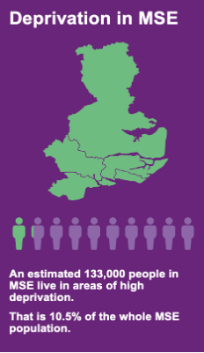 Deprivation in MSE
An estimated 133,000 people in
MSE live in areas of high
deprivation.
That is 10.5% of the whole MSE
population.